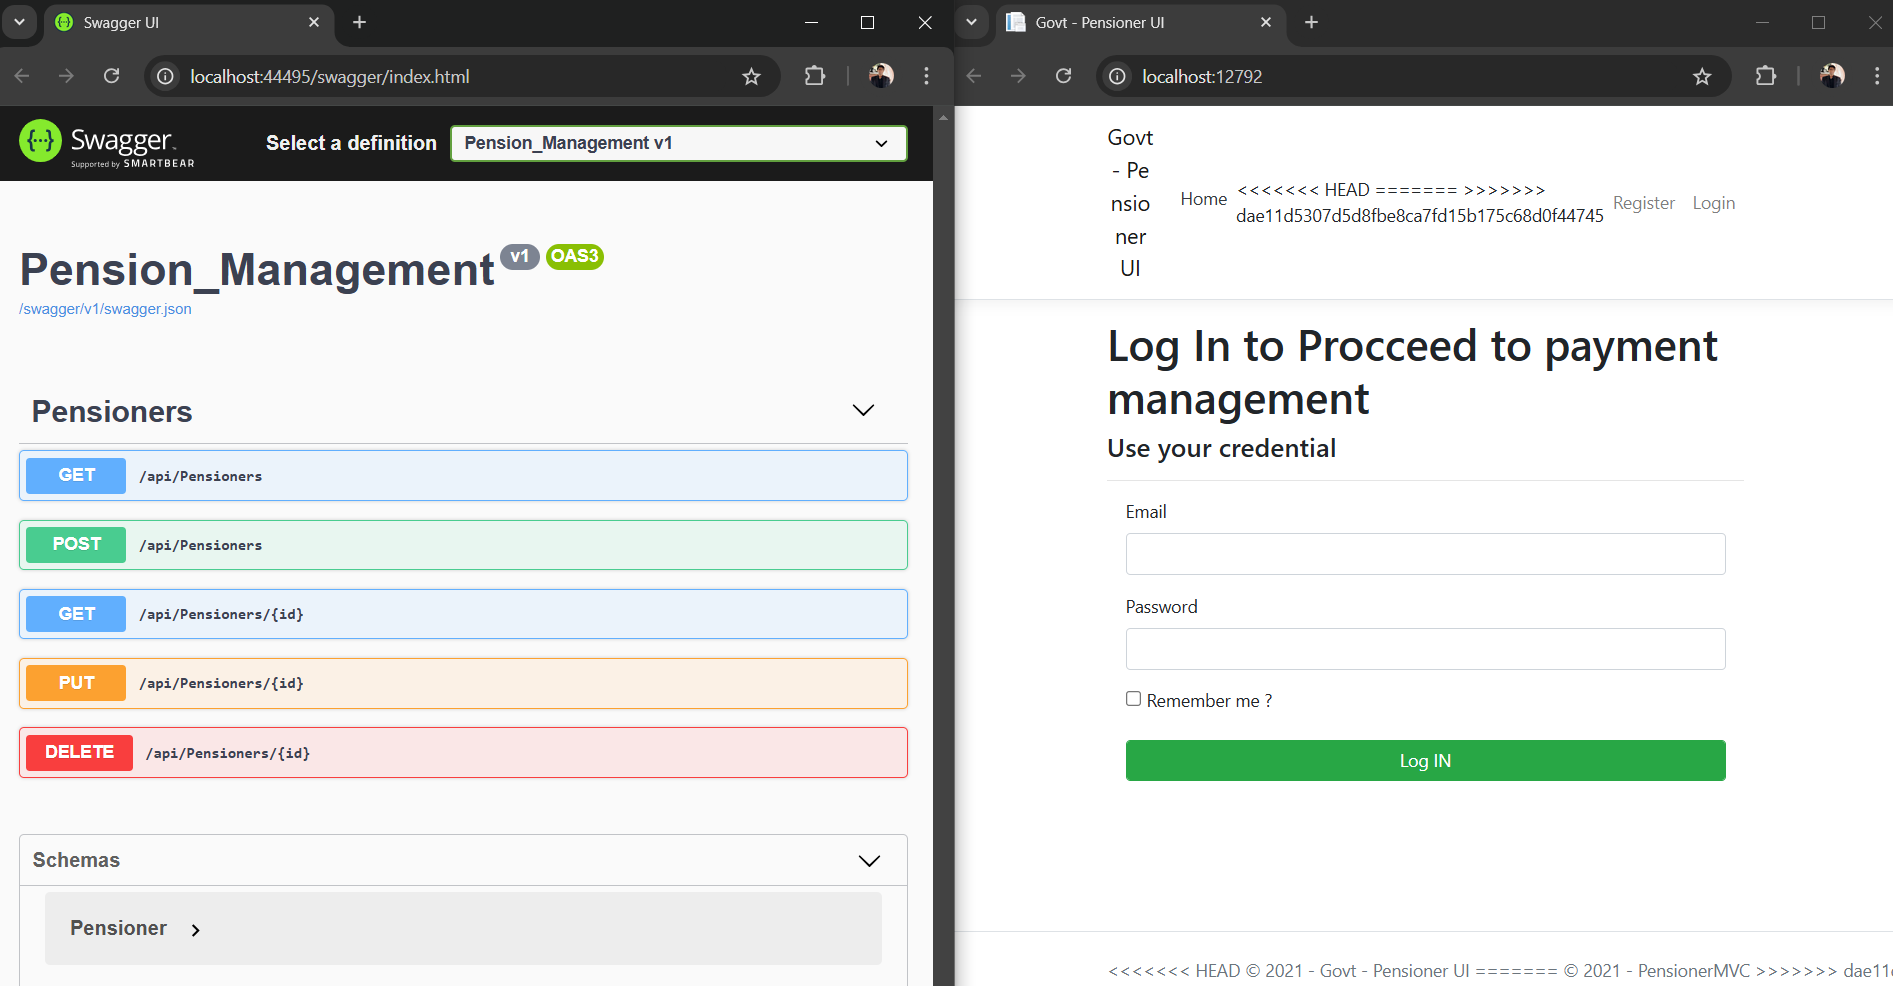 Swagger UI
localhost:44495/swagger/index.html
Swagger
Supported by SMARTBEAR
Select a definition
Pension_Management v1
Pension_Management v1 OAS3
/swagger/v1/swagger.json
Pensioners
GET /api/Pensioners
POST /api/Pensioners
GET /api/Pensioners/{id}
PUT /api/Pensioners/{id}
DELETE /api/Pensioners/{id}
Schemas
Pensioner
Govt - Pensioner UI
localhost:12792
Govt
- Pe
nsio
ner
UI
Home
<<<<<<< HEAD ======= >>>>>>>
dae11d5307d5d8fbe8ca7fd15b175c68d0f44745
Register Login
Log In to Procceed to payment
management
Use your credential
Email
Password
Remember me ?
Log IN
<<<<<<< HEAD © 2021 - Govt - Pensioner UI ======= © 2021 - PensionerMVC >>>>>>> dae11